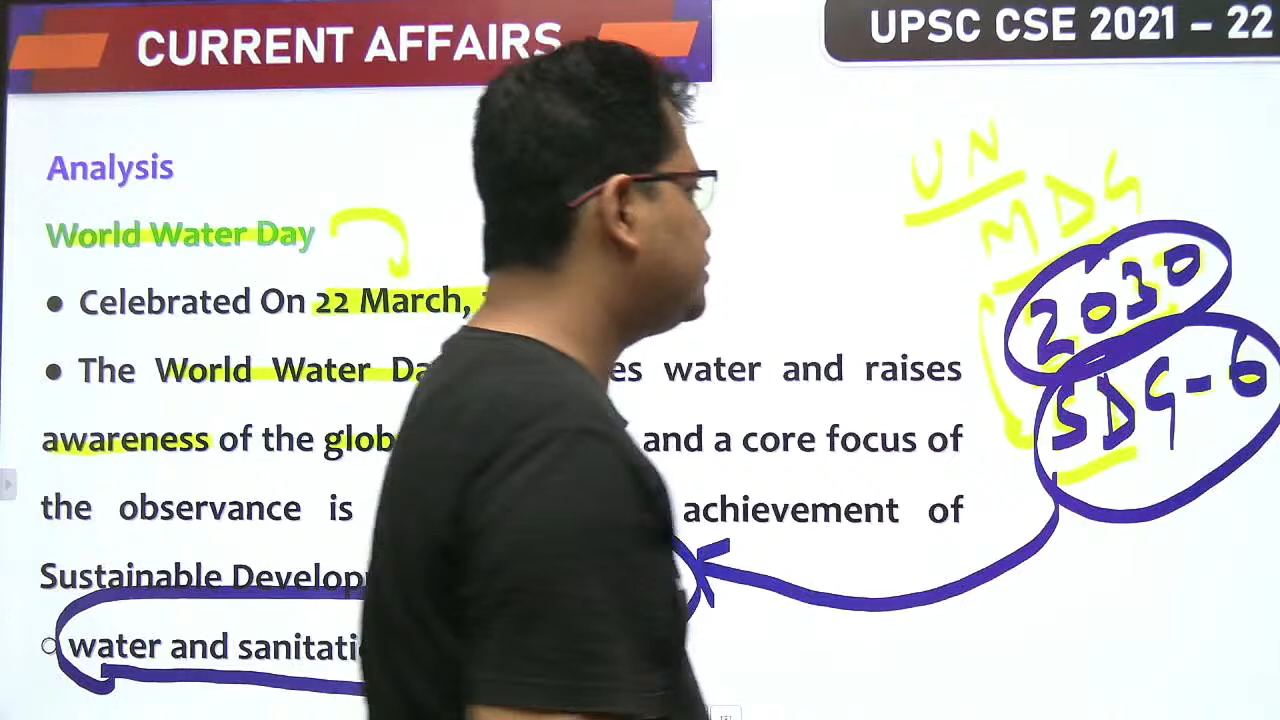 CURRENT AFFAIRS
UPSC CSE 2021 – 22
Analysis
World Water Day
● Celebrated On 22 March,
● The World Water es water and raises
awareness of the glob and a core focus of
the observance is achievement of
Sustainable Develop
○ water and sanitati
UN
MDG
2030
SDG-6